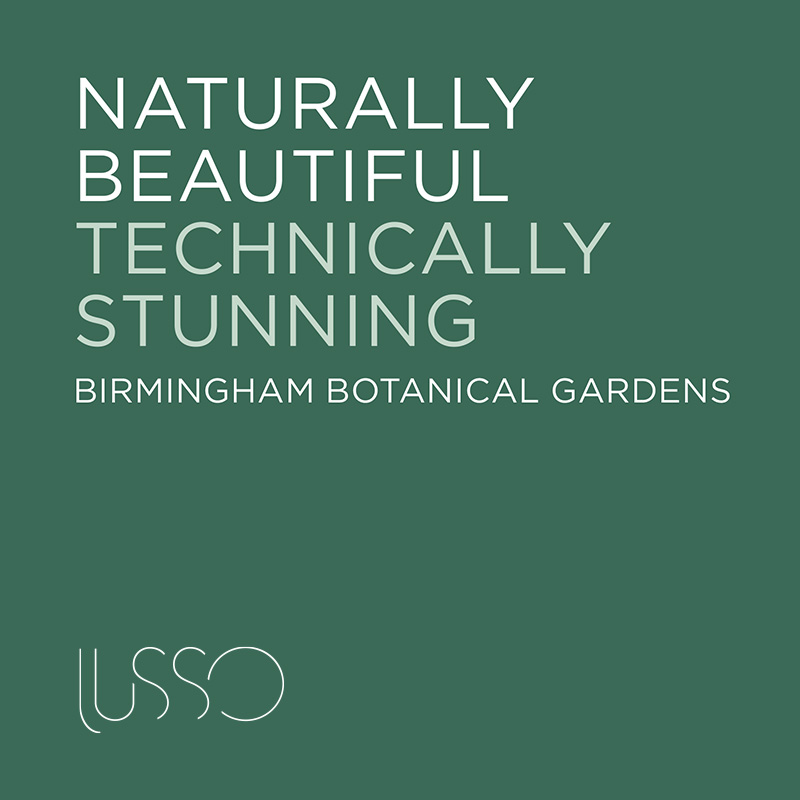 NATURALLY
BEAUTIFUL
TECHNICALLY
STUNNING
BIRMINGHAM BOTANICAL GARDENS
LUSSO